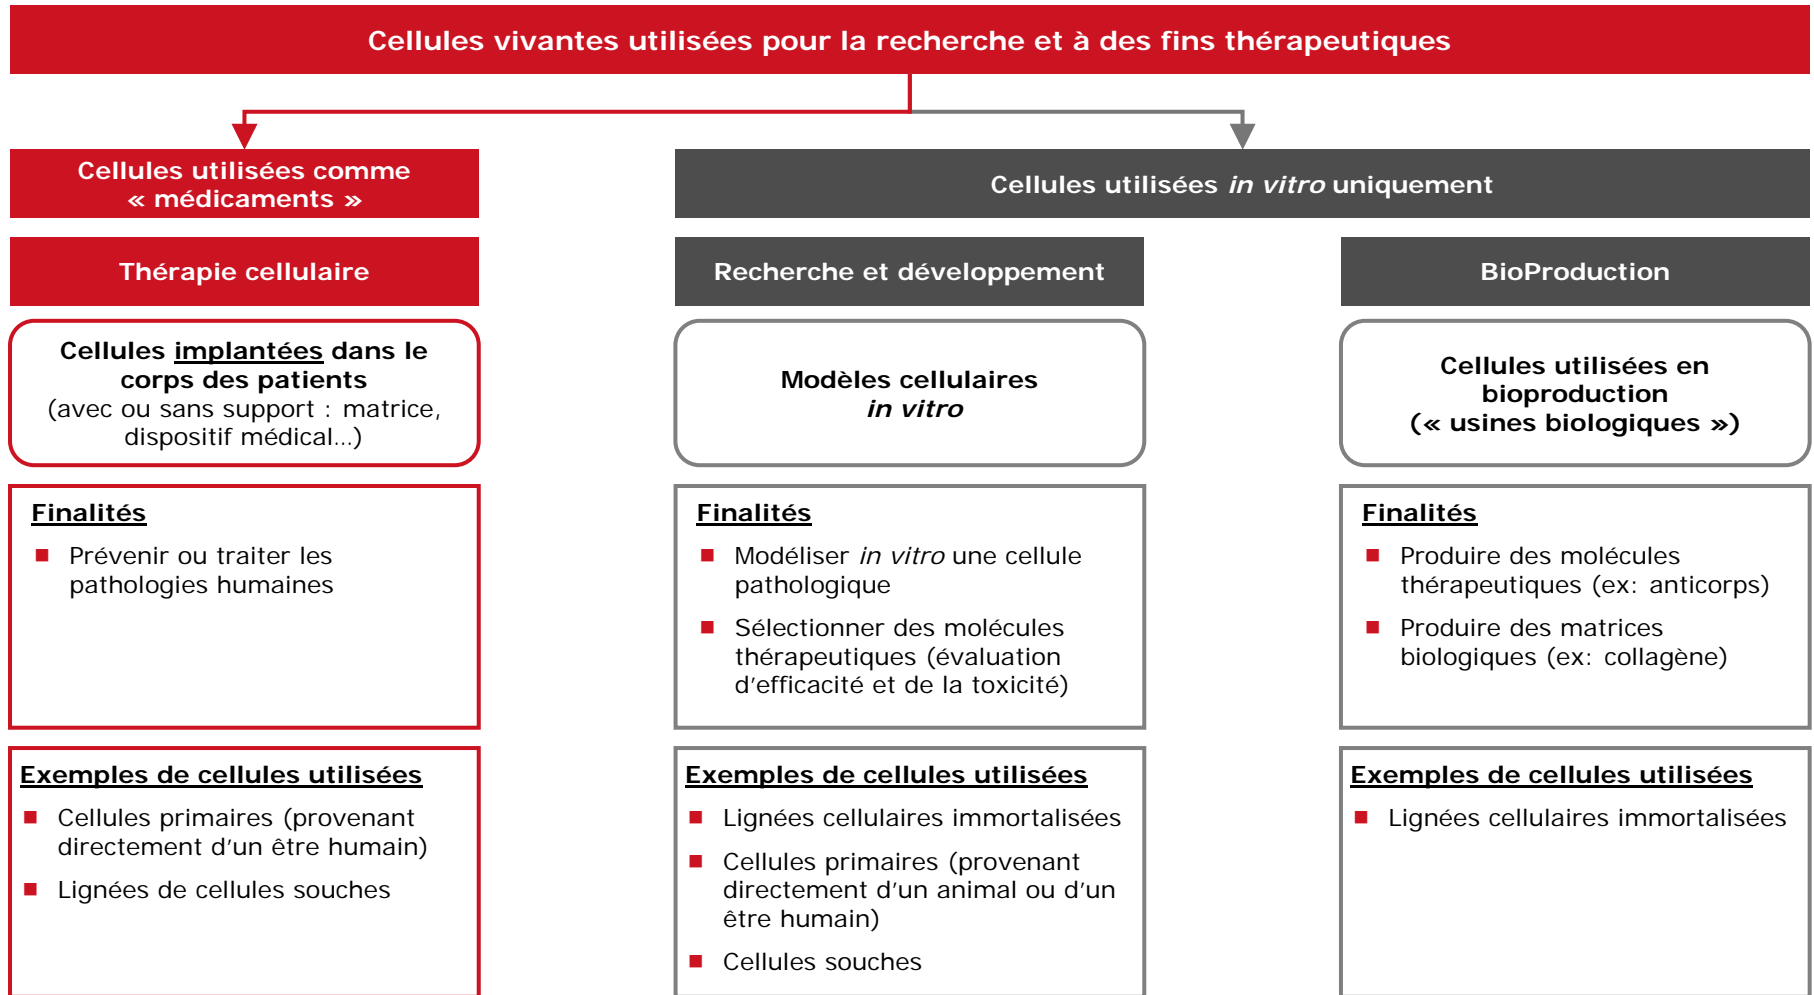 Cellules vivantes utilisées pour la recherche et à des fins thérapeutiques
Cellules utilisées comme
« médicaments »
Cellules utilisées in vitro uniquement
Thérapie cellulaire
Recherche et développement
BioProduction
Cellules implantées dans le
corps des patients
(avec ou sans support : matrice,
dispositif médical…)
Modèles cellulaires
in vitro
Cellules utilisées en
bioproduction
(« usines biologiques »)
Finalités
Prévenir ou traiter les
pathologies humaines
Finalités
Modéliser in vitro une cellule
pathologique
Sélectionner des molécules
thérapeutiques (évaluation
d’efficacité et de la toxicité)
Finalités
Produire des molécules
thérapeutiques (ex: anticorps)
Produire des matrices
biologiques (ex: collagène)
Exemples de cellules utilisées
Cellules primaires (provenant
directement d’un être humain)
Lignées de cellules souches
Exemples de cellules utilisées
Lignées cellulaires immortalisées
Cellules primaires (provenant
directement d’un animal ou d’un
être humain)
Cellules souches
Exemples de cellules utilisées
Lignées cellulaires immortalisées